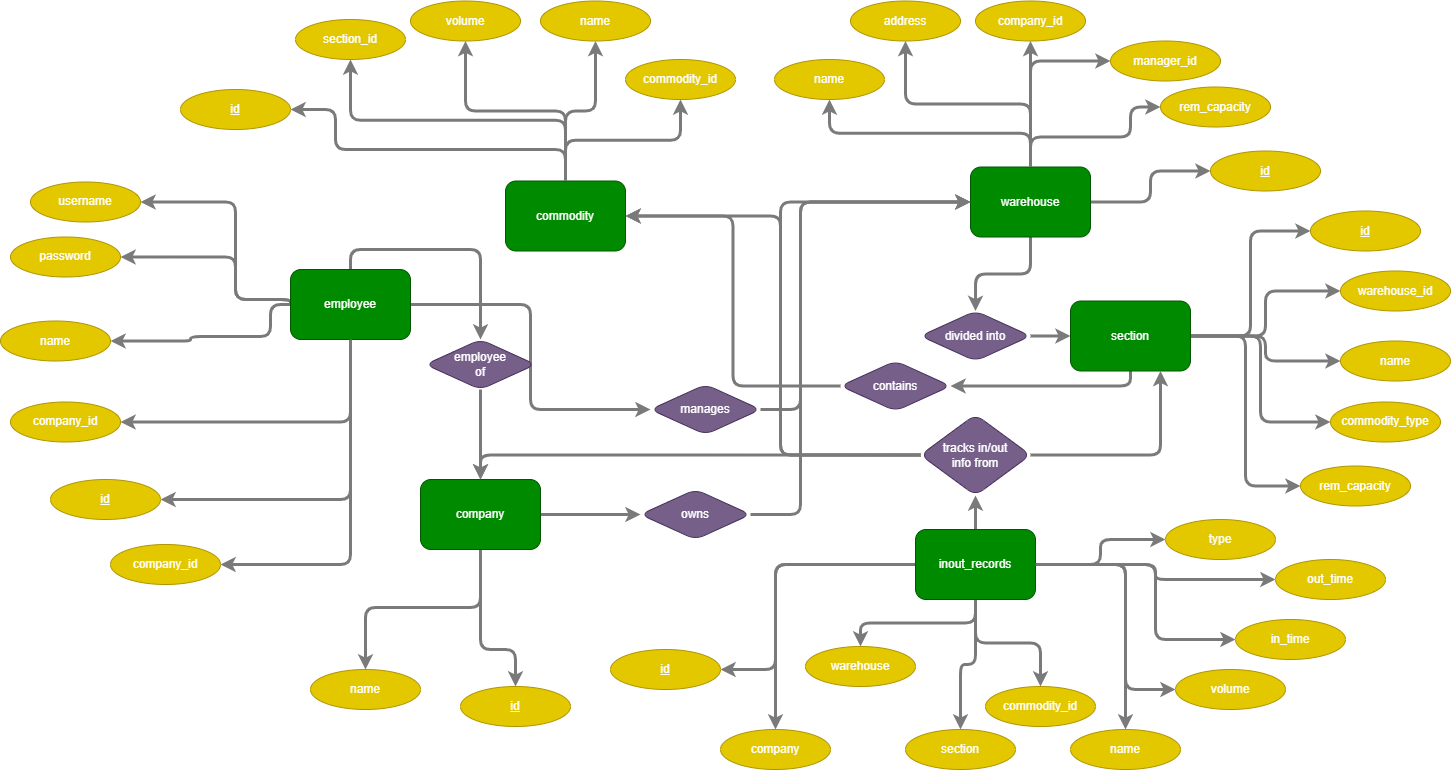 volume
name
address
company_id
section_id
manager_id
name
commodity_id
rem_capacity
id
id
username
commodity
warehouse
id
password
employee
warehouse_id
name
employee
of
divided into
section
name
contains
manages
company_id
commodity_type
tracks in/out
info from
id
company
owns
rem_capacity
company_id
inout_records
type
out_time
in_time
id
warehouse
name
volume
id
commodity_id
company
section
name